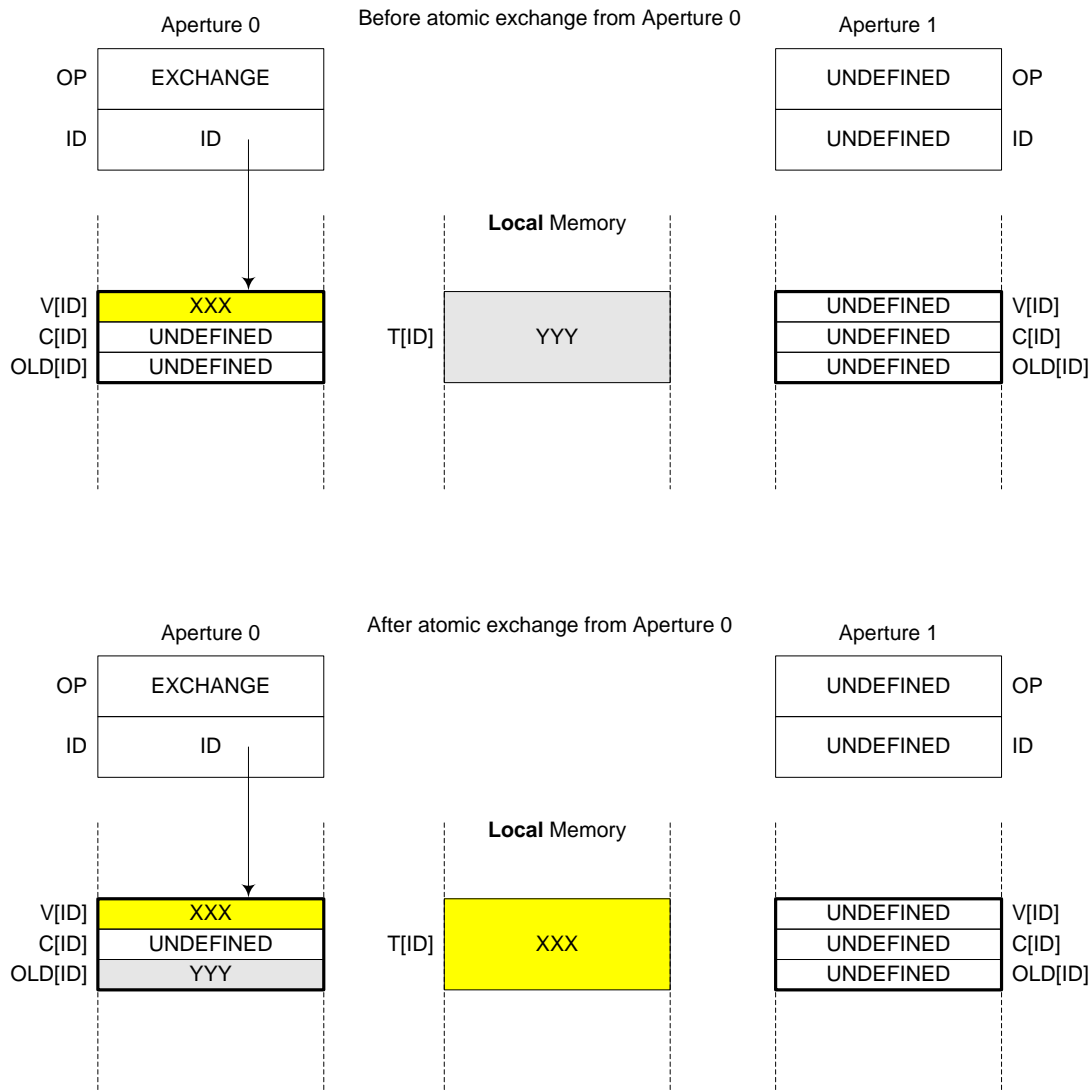 Before atomic exchange from Aperture 0
Aperture 0
Aperture 1
OP EXCHANGE UNDEFINED OP
ID ID UNDEFINED ID
Local Memory
V[ID] XXX UNDEFINED V[ID]
C[ID] UNDEFINED T[ID] YYY UNDEFINED C[ID]
OLD[ID] UNDEFINED UNDEFINED OLD[ID]
After atomic exchange from Aperture 0
Aperture 0
Aperture 1
OP EXCHANGE UNDEFINED OP
ID ID UNDEFINED ID
Local Memory
V[ID] XXX UNDEFINED V[ID]
C[ID] UNDEFINED T[ID] XXX UNDEFINED C[ID]
OLD[ID] YYY UNDEFINED OLD[ID]